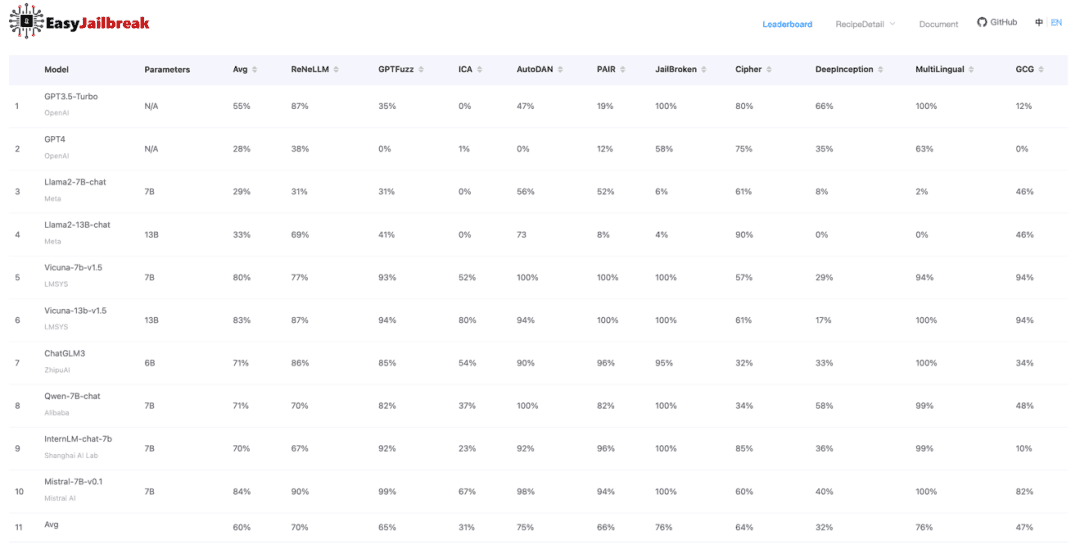 EasyJailbreak
Leaderboard RecipeDetail Document GitHub 中 EN
Model Parameters Avg ReNeLLM GPTFuzz ICA AutoDAN PAIR JailBroken Cipher DeepInception MultiLingual GCG
1 GPT3.5-Turbo N/A 55% 87% 35% 0% 47% 19% 100% 80% 66% 100% 12%
OpenAI
2 GPT4 N/A 28% 38% 0% 1% 0% 12% 58% 75% 35% 63% 0%
OpenAI
3 Llama2-7B-chat 7B 29% 31% 31% 0% 56% 52% 6% 61% 8% 2% 46%
Meta
4 Llama2-13B-chat 13B 33% 69% 41% 0% 73 8% 4% 90% 0% 0% 46%
Meta
5 Vicuna-7b-v1.5 7B 80% 77% 93% 52% 100% 100% 100% 57% 29% 94% 94%
LMSYS
6 Vicuna-13b-v1.5 13B 83% 87% 94% 80% 94% 100% 100% 61% 17% 100% 94%
LMSYS
7 ChatGLM3 6B 71% 86% 85% 54% 90% 96% 95% 32% 33% 100% 34%
ZhipuAI
8 Qwen-7B-chat 7B 71% 70% 82% 37% 100% 82% 100% 34% 58% 99% 48%
Alibaba
9 InternLM-chat-7b 7B 70% 67% 92% 23% 92% 96% 100% 85% 36% 99% 10%
Shanghai AI Lab
10 Mistral-7B-v0.1 7B 84% 90% 99% 67% 98% 94% 100% 60% 40% 100% 82%
Mistral AI
11 Avg 60% 70% 65% 31% 75% 66% 76% 64% 32% 76% 47%